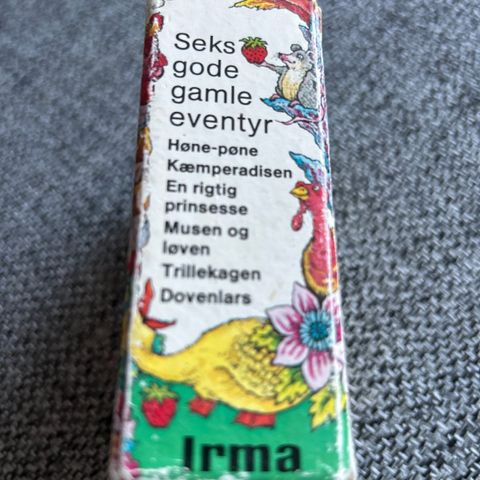 Seks
gode
gamle
eventyr
Høne-pøne
Kæmperadisen
En rigtig
prinsesse
Musen og
løven
Trillekagen
Dovenlars
Irma